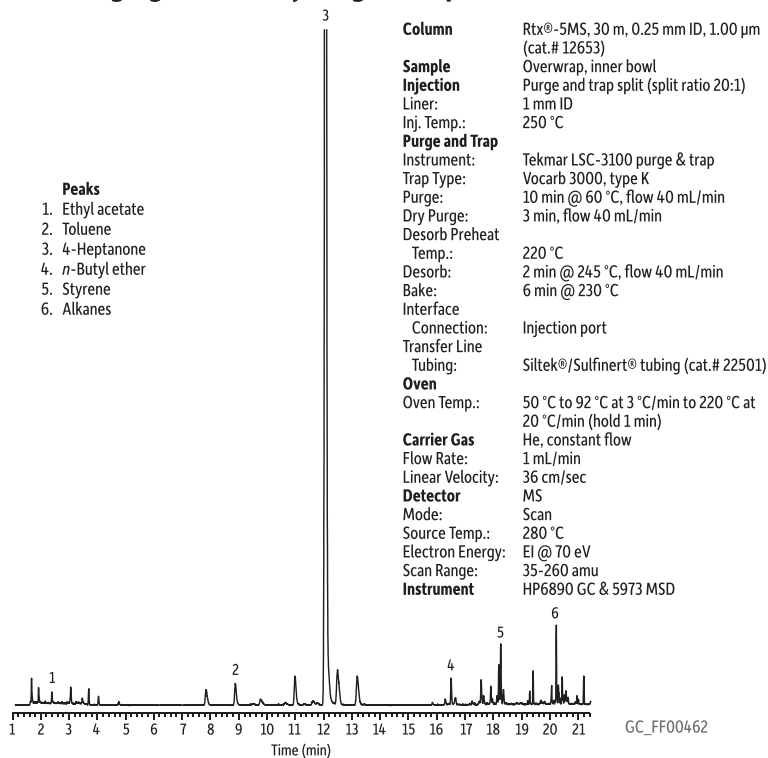 3
Column Rtx®-5MS, 30 m, 0.25 mm ID, 1.00 µm
(cat.# 12653)
Sample Overwrap, inner bowl
Injection Purge and trap split (split ratio 20:1)
Liner: 1 mm ID
Inj. Temp.: 250 °C
Purge and Trap
Instrument: Tekmar LSC-3100 purge & trap
Trap Type: Vocarb 3000, type K
Purge: 10 min @ 60 °C, flow 40 mL/min
Dry Purge: 3 min, flow 40 mL/min
Desorb Preheat
Temp.: 220 °C
Desorb: 2 min @ 245 °C, flow 40 mL/min
Bake: 6 min @ 230 °C
Interface
Connection: Injection port
Transfer Line
Tubing: Siltek®/Sulfinert® tubing (cat.# 22501)
Oven
Oven Temp.: 50 °C to 92 °C at 3 °C/min to 220 °C at
20 °C/min (hold 1 min)
Carrier Gas He, constant flow
Flow Rate: 1 mL/min
Linear Velocity: 36 cm/sec
Detector MS
Mode: Scan
Source Temp.: 280 °C
Electron Energy: EI @ 70 eV
Scan Range: 35-260 amu
Instrument HP6890 GC & 5973 MSD
Peaks
1. Ethyl acetate
2. Toluene
3. 4-Heptanone
4. n-Butyl ether
5. Styrene
6. Alkanes
1 2 4 5 6
1 2 3 4 5 6 7 8 9 10 11 12 13 14 15 16 17 18 19 20 21
Time (min)
GC_FF00462